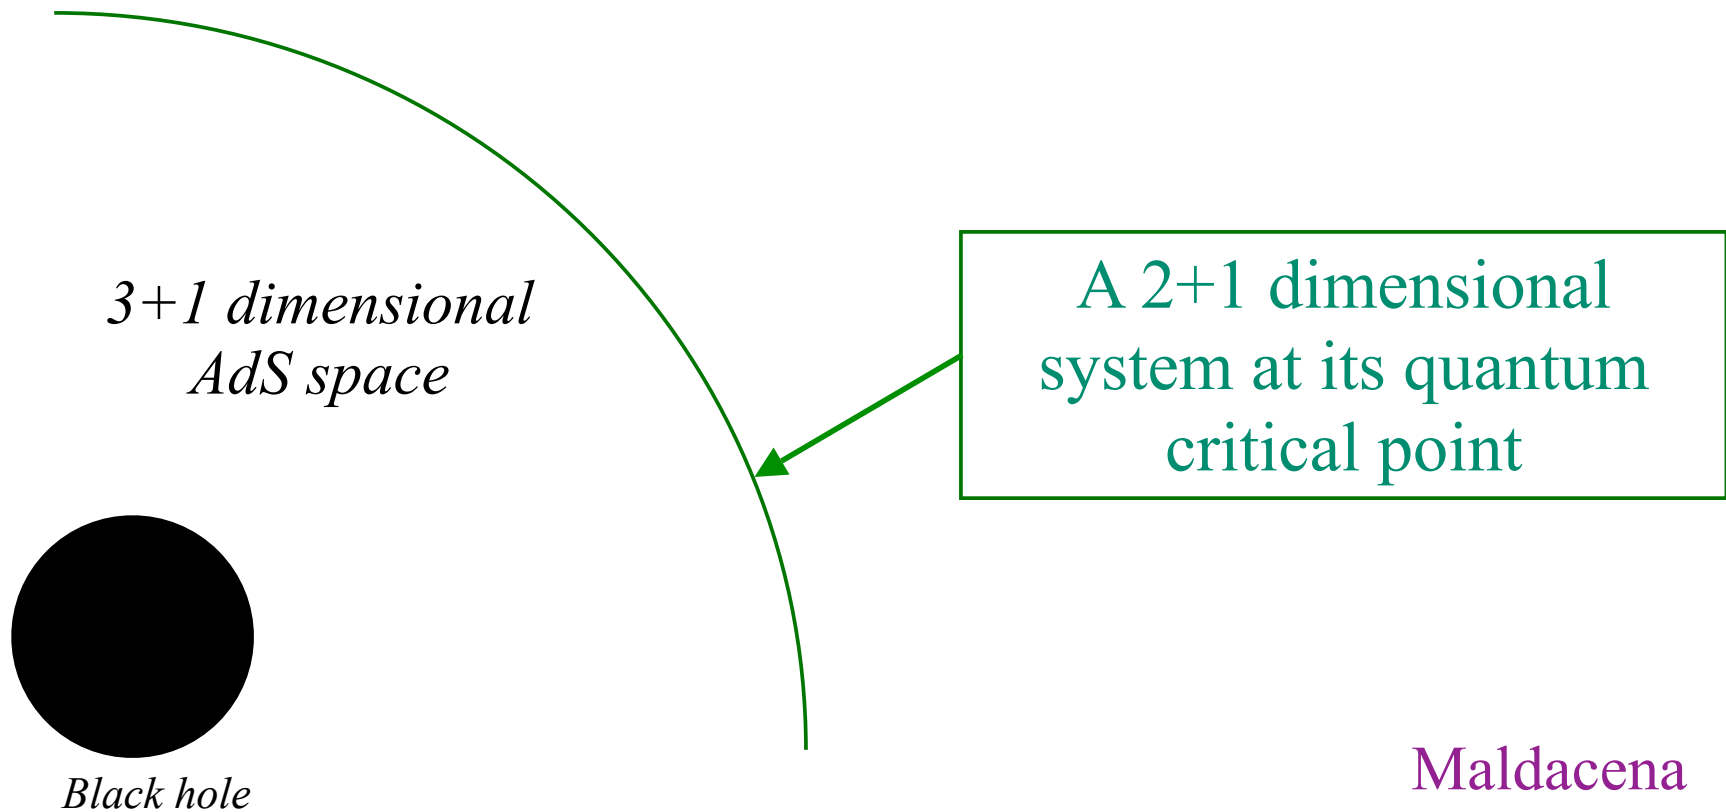 3+1 dimensional
AdS space
A 2+1 dimensional
system at its quantum
critical point
Black hole
Maldacena